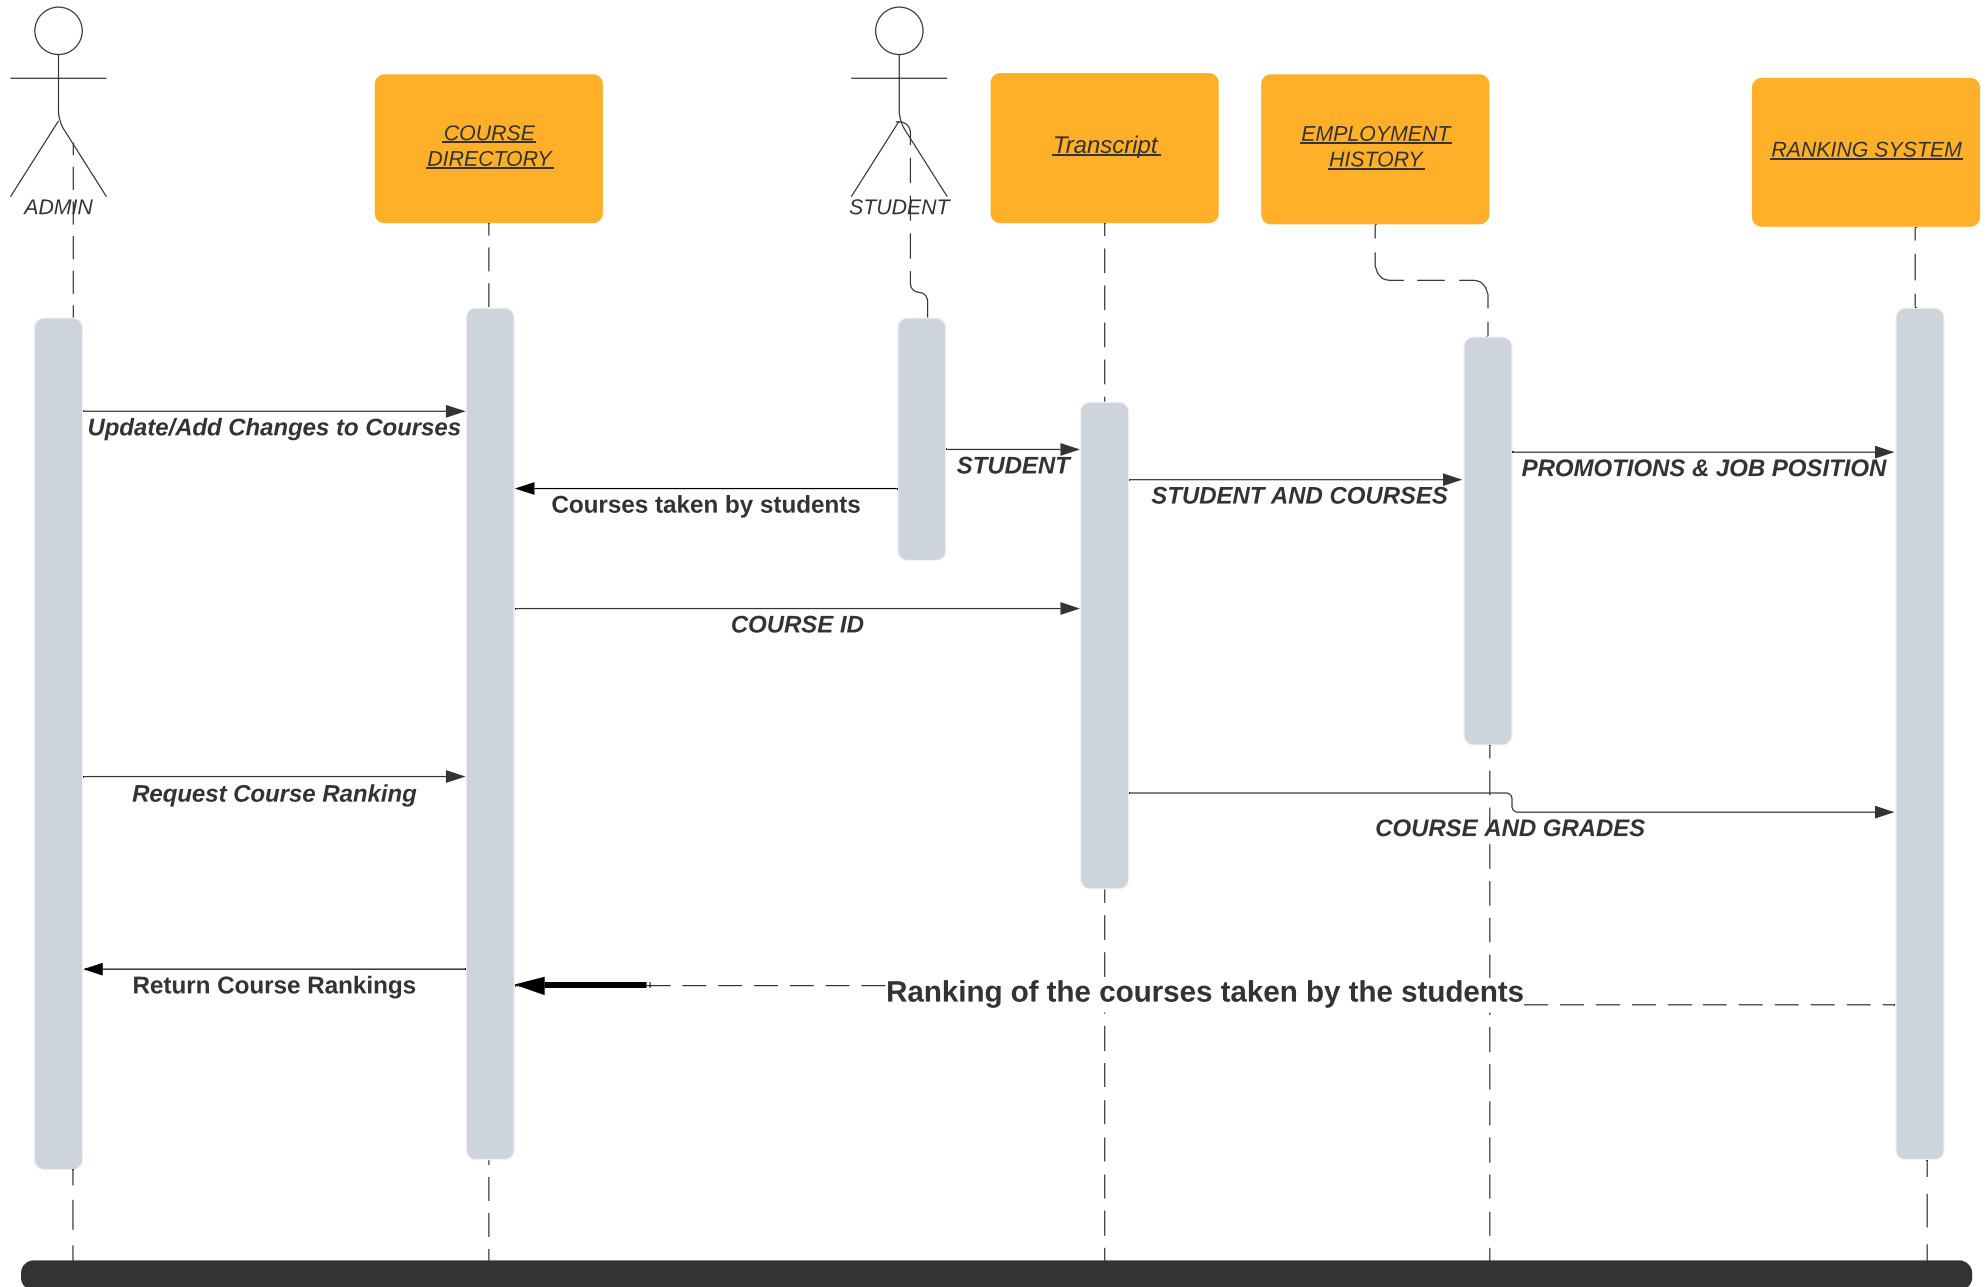 COURSE
DIRECTORY
Transcript
EMPLOYMENT
HISTORY
RANKING SYSTEM
ADMIN
STUDENT
Update/Add Changes to Courses
STUDENT
PROMOTIONS & JOB POSITION
STUDENT AND COURSES
Courses taken by students
COURSE ID
Request Course Ranking
COURSE AND GRADES
Return Course Rankings
Ranking of the courses taken by the students